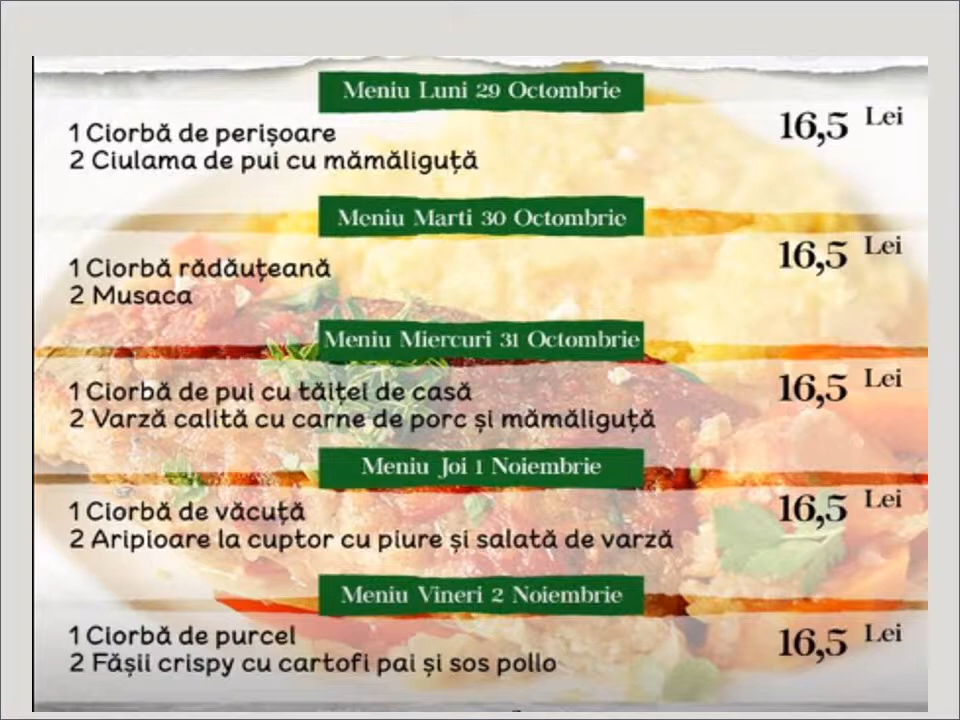 Meniu Luni 29 Octombrie
1 Ciorbă de perișoare
2 Ciulama de pui cu mămăliguță
16,5 Lei
Meniu Marti 30 Octombrie
1 Ciorbă rădăuțeană
2 Musaca
16,5 Lei
Meniu Miercuri 31 Octombrie
1 Ciorbă de pui cu tăiței de casă
2 Varză calită cu carne de porc și mămăliguță
16,5 Lei
Meniu Joi 1 Noiembrie
1 Ciorbă de văcuță
2 Aripioare la cuptor cu piure și salată de varză
16,5 Lei
Meniu Vineri 2 Noiembrie
1 Ciorbă de purcel
2 Fâșii crispy cu cartofi pai și sos pollo
16,5 Lei